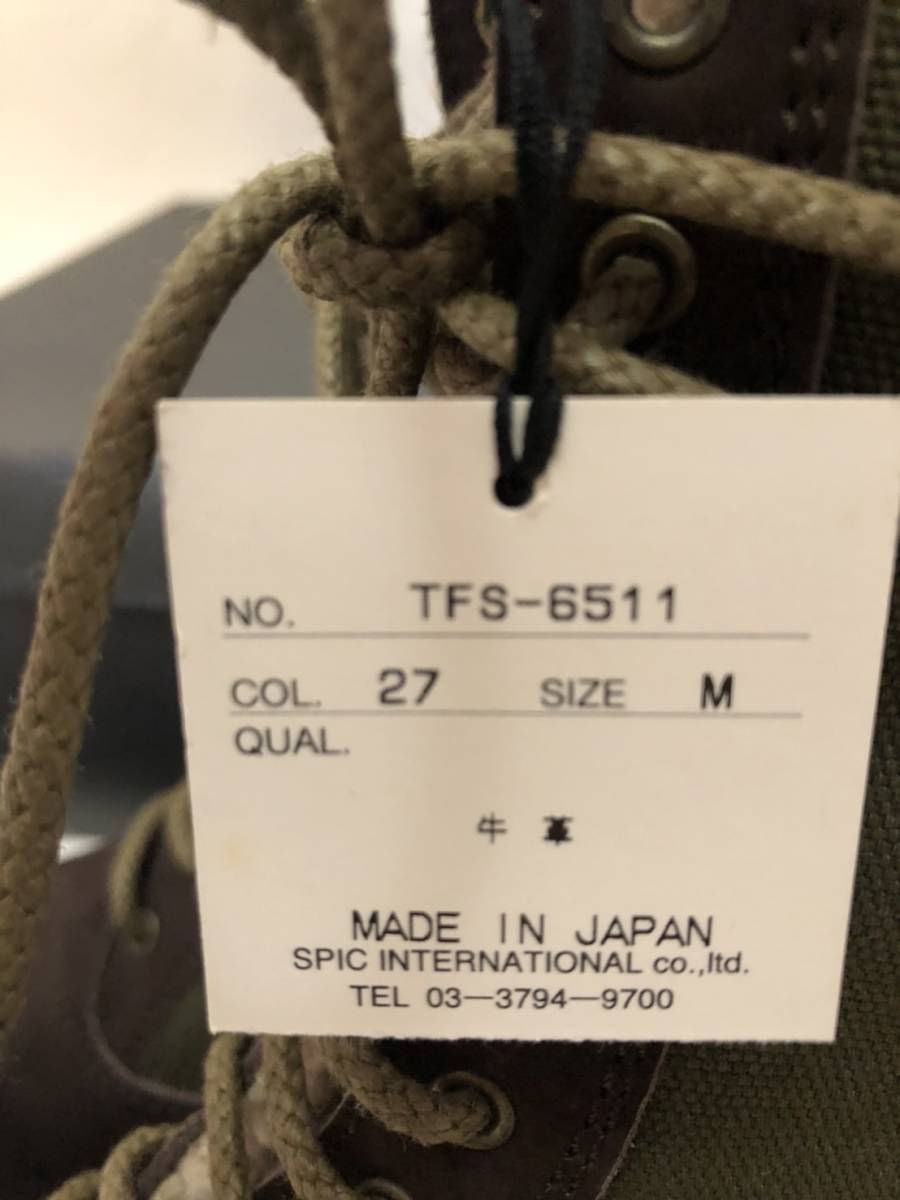 NO. TFS-6511
COL. 27 SIZE M
QUAL.
牛 革
MADE IN JAPAN
SPIC INTERNATIONAL co.,ltd.
TEL 03—3794—9700